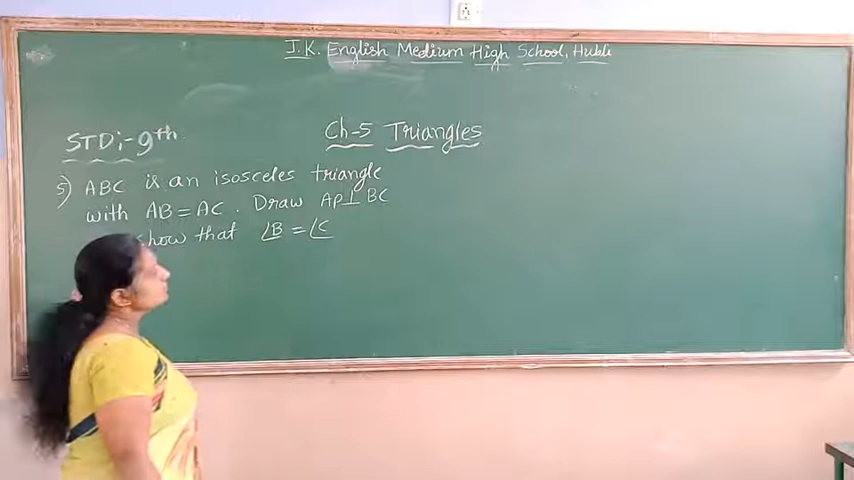 J.K. English Medium High School, Hubli
STD:- 9th
Ch-5 Triangles
5) ABC is an isosceles triangle
with AB = AC . Draw AP⊥ BC
show that ∠B = ∠C